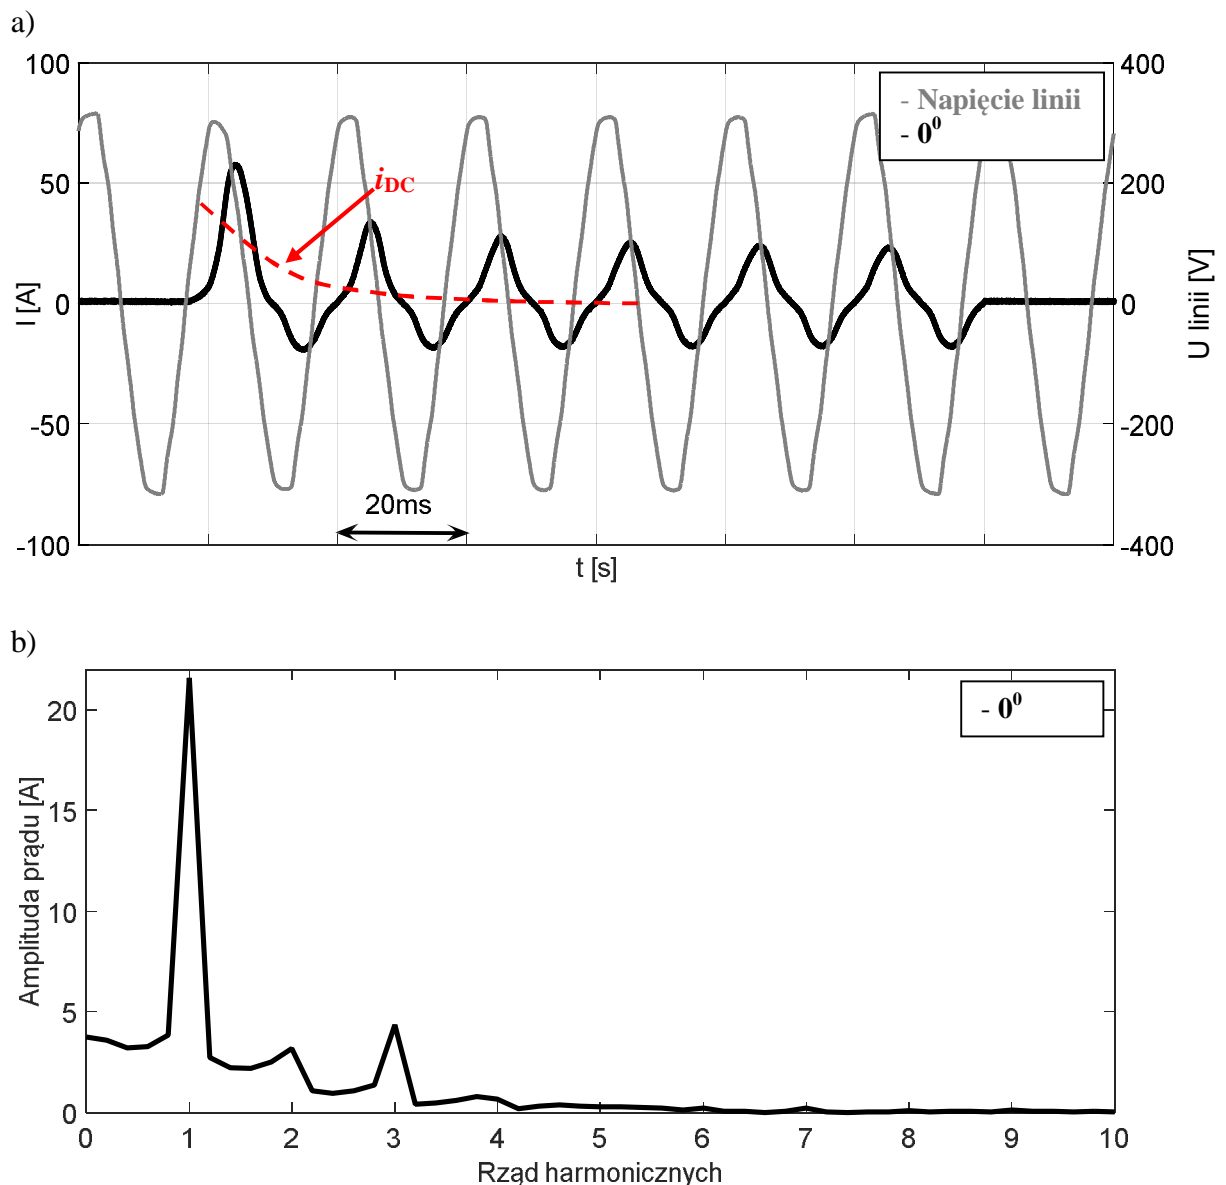 a)
100
50
0
-50
-100
I [A]
400
200
0
-200
-400
U linii [V]
- Napięcie linii
- 0⁰
iDC
20ms
t [s]
b)
20
15
10
5
0
Amplituda prądu [A]
- 0⁰
0 1 2 3 4 5 6 7 8 9 10
Rząd harmonicznych